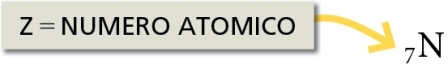 Z = NUMERO ATOMICO
₇N